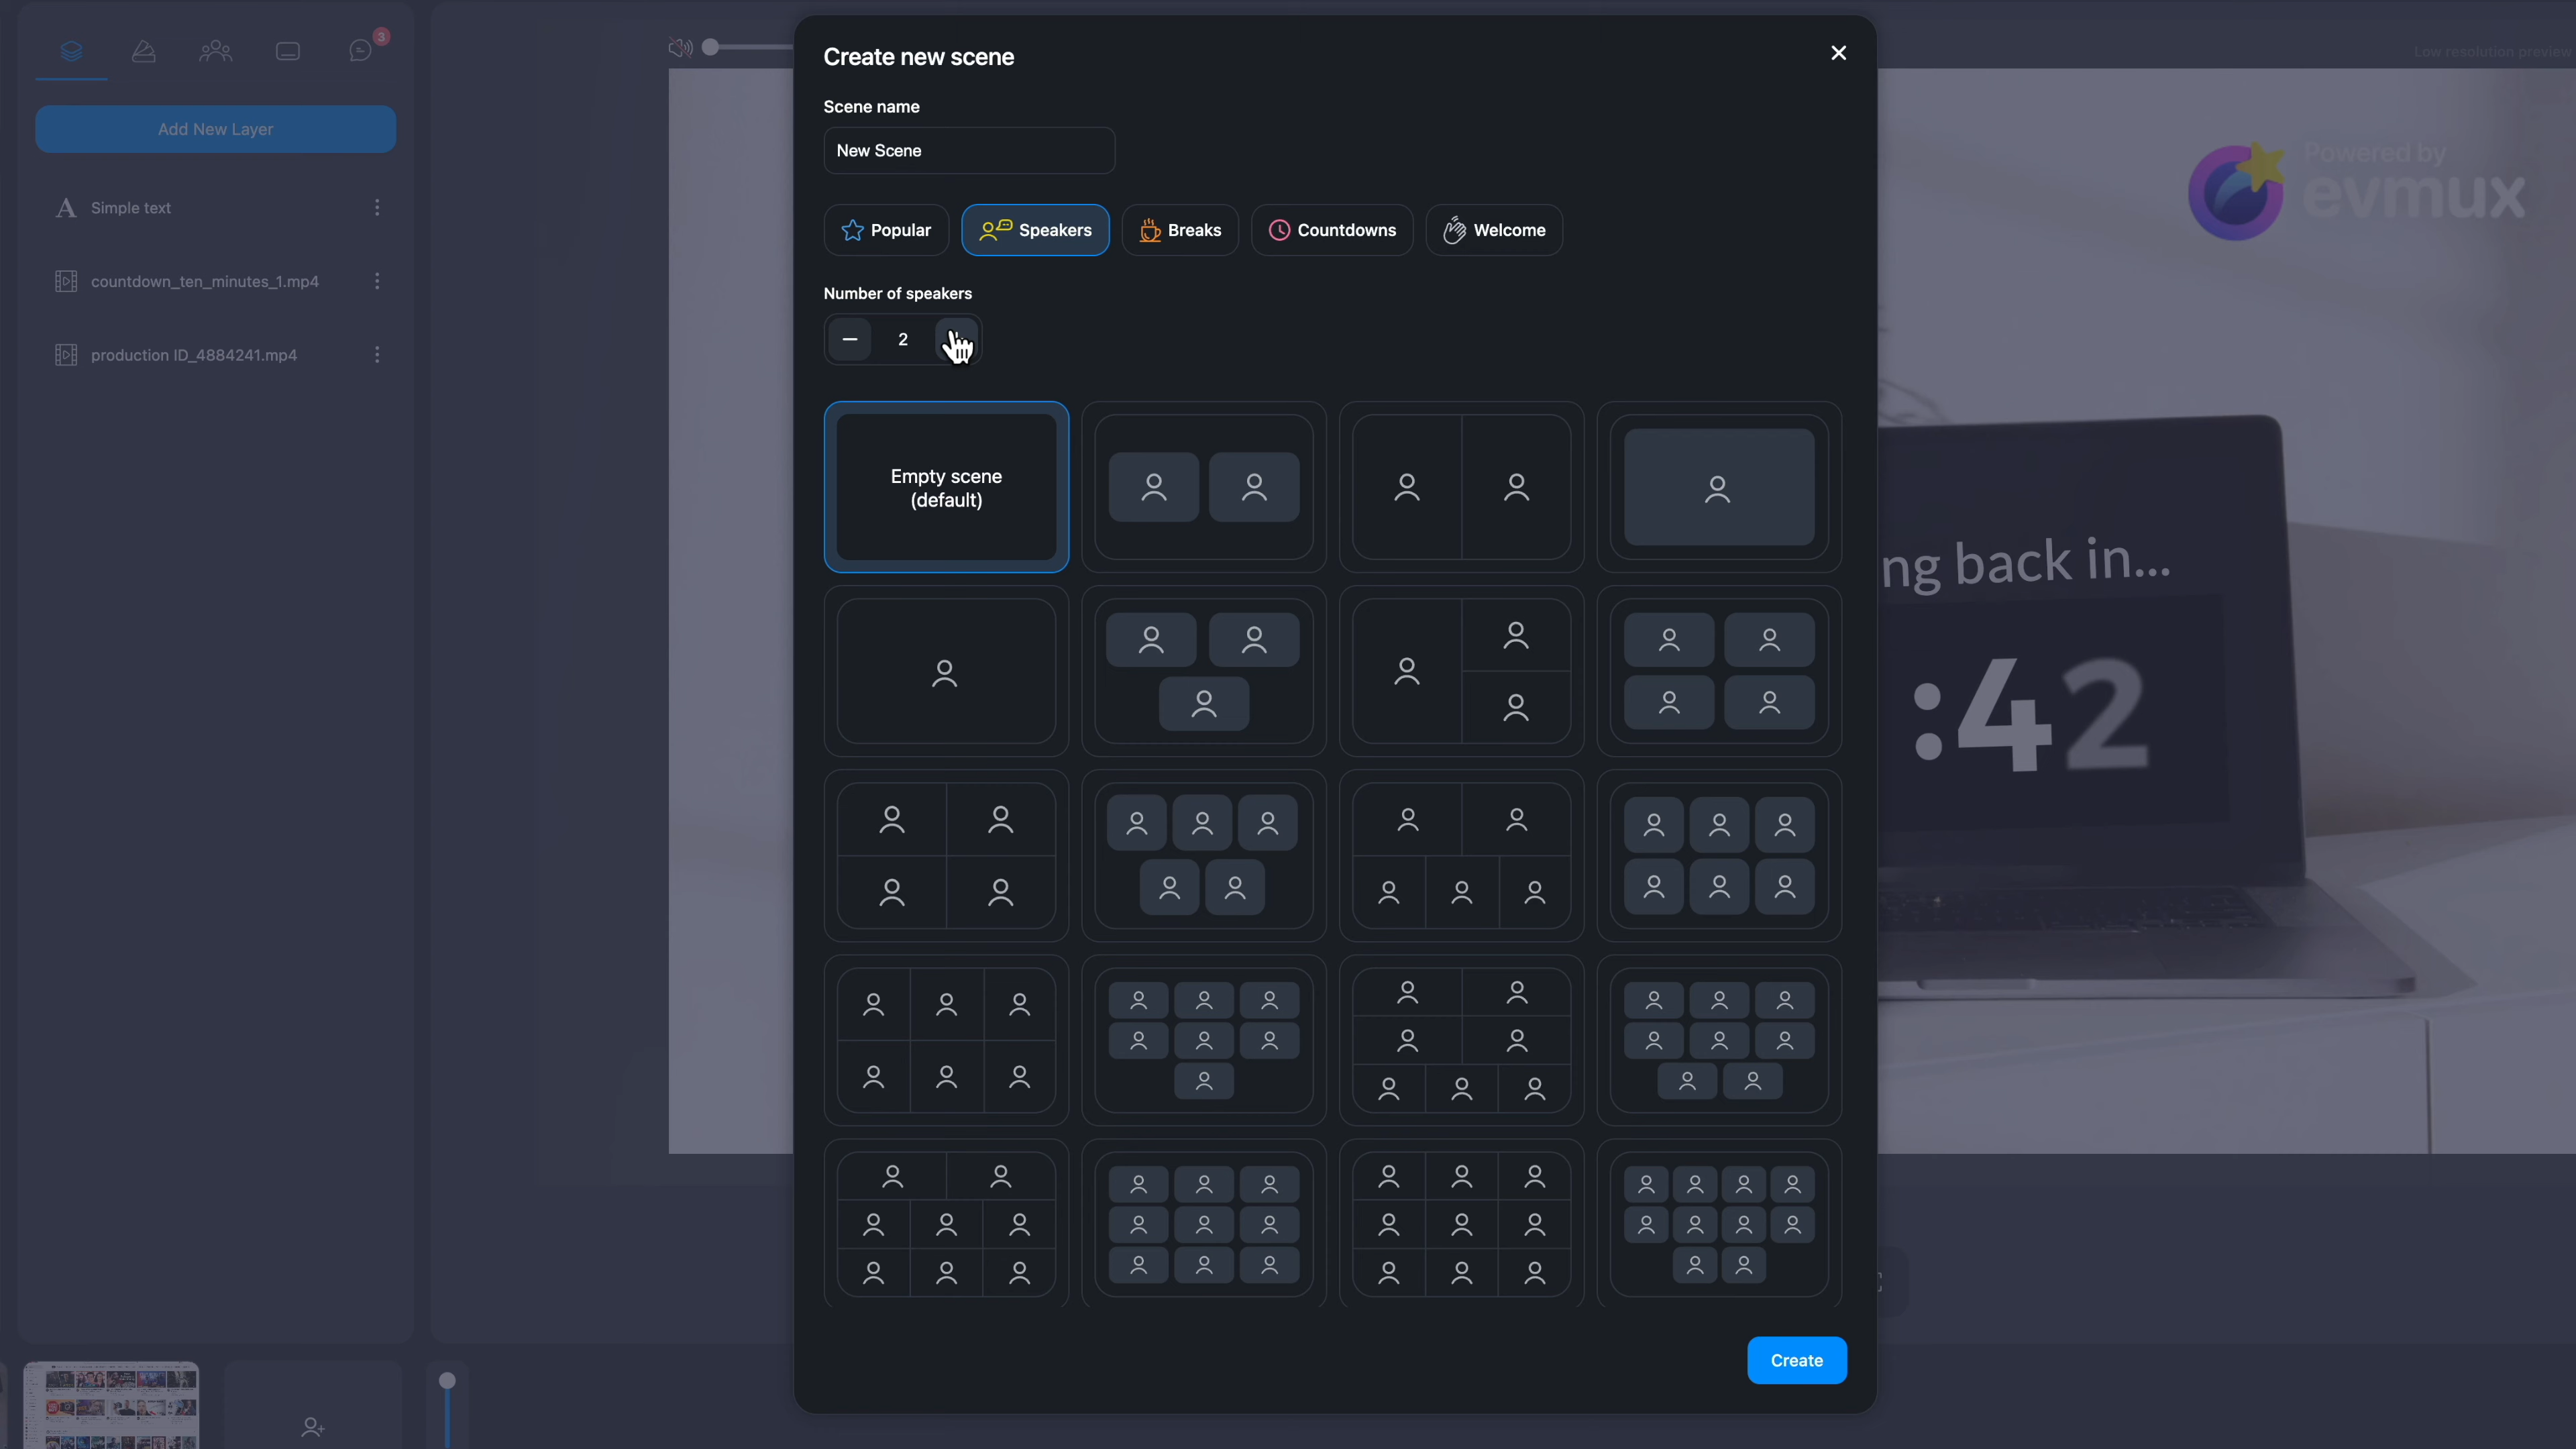 3
Add New Layer
Simple text
countdown_ten_minutes_1.mp4
production ID_4884241.mp4
Create new scene
Scene name
New Scene
Popular
Speakers
Breaks
Countdowns
Welcome
Number of speakers
2
Empty scene
(default)
Create
Low resolution preview
Powered by
evmux
ng back in...
:42